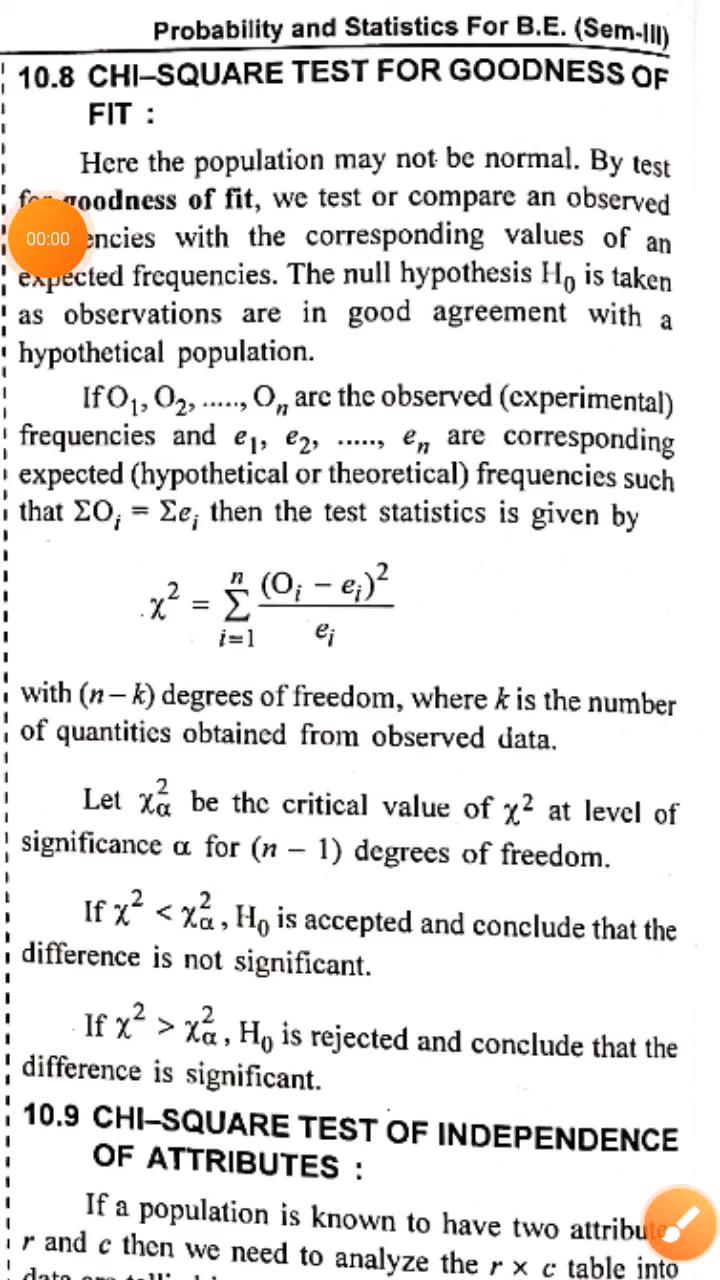 Probability and Statistics For B.E. (Sem-III)
10.8 CHI–SQUARE TEST FOR GOODNESS OF
FIT :
Here the population may not be normal. By test
goodness of fit, we test or compare an observed
00:00
encies with the corresponding values of an
expected frequencies. The null hypothesis H₀ is taken
as observations are in good agreement with a
hypothetical population.
If O₁, O₂, ....., Oₙ are the observed (experimental)
frequencies and e₁, e₂, ....., eₙ are corresponding
expected (hypothetical or theoretical) frequencies such
that ΣOᵢ = Σeᵢ then the test statistics is given by
χ² = Σ_{i=1}^{n} (Oᵢ – eᵢ)² / eᵢ
with (n – k) degrees of freedom, where k is the number
of quantities obtained from observed data.
Let χ²_α be the critical value of χ² at level of
significance α for (n – 1) degrees of freedom.
If χ² < χ²_α, H₀ is accepted and conclude that the
difference is not significant.
If χ² > χ²_α, H₀ is rejected and conclude that the
difference is significant.
10.9 CHI–SQUARE TEST OF INDEPENDENCE
OF ATTRIBUTES :
If a population is known to have two
r and c then we need to analyze the r × c table into